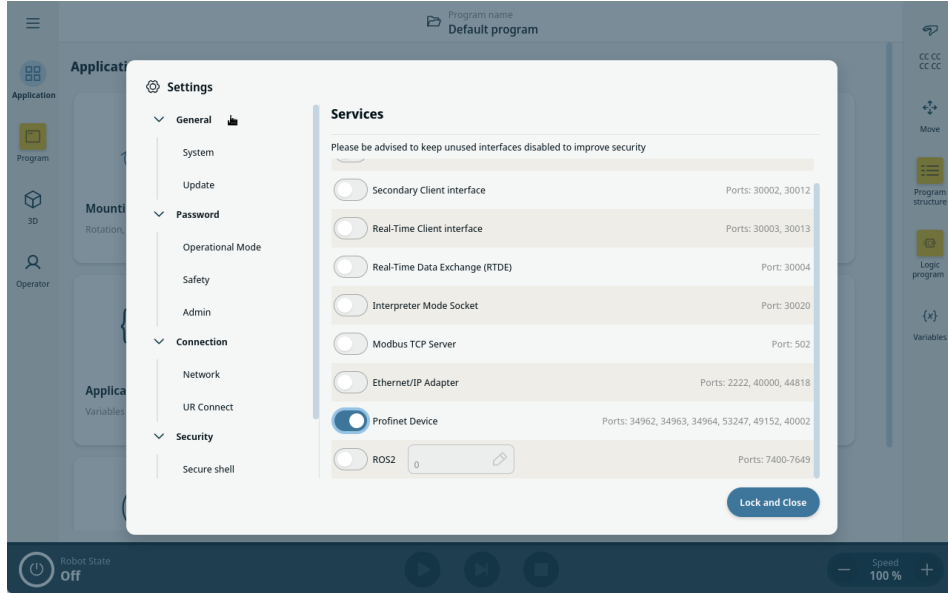 Program name
Default program
Applicati
Application
Program
3D
Operator
Mounti
Rotation,
Applica
Variables
Settings
General
System
Update
Password
Operational Mode
Safety
Admin
Connection
Network
UR Connect
Security
Secure shell
Services
Please be advised to keep unused interfaces disabled to improve security
Secondary Client interface Ports: 30002, 30012
Real-Time Client interface Ports: 30003, 30013
Real-Time Data Exchange (RTDE) Port: 30004
Interpreter Mode Socket Port: 30020
Modbus TCP Server Port: 502
Ethernet/IP Adapter Ports: 2222, 40000, 44818
Profinet Device Ports: 34962, 34963, 34964, 53247, 49152, 40002
ROS2 0 Ports: 7400-7649
Lock and Close
CC CC
CC CC
Move
Program
structure
Logic
program
{x}
Variables
Robot State
Off
Speed
100 %